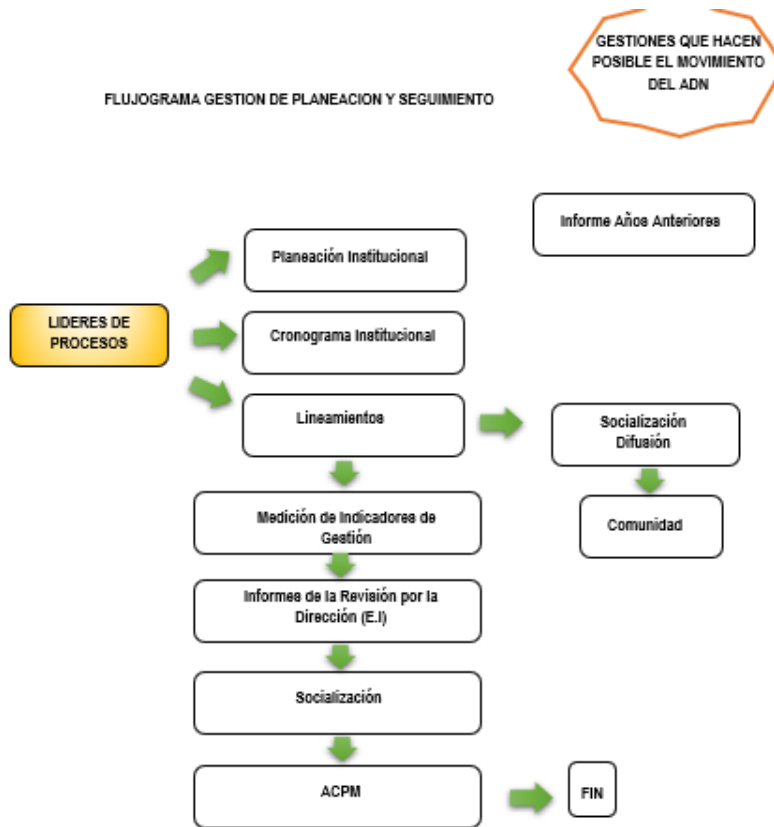 GESTIONES QUE HACEN
POSIBLE EL MOVIMIENTO
DEL ADN
FLUJOGRAMA GESTION DE PLANEACION Y SEGUIMIENTO
Informe Años Anteriores
Planeación Institucional
LIDERES DE
PROCESOS
Cronograma Institucional
Lineamientos
Socialización
Difusión
Medición de Indicadores de
Gestión
Comunidad
Informes de la Revisión por la
Dirección (E.I)
Socialización
ACPM
FIN